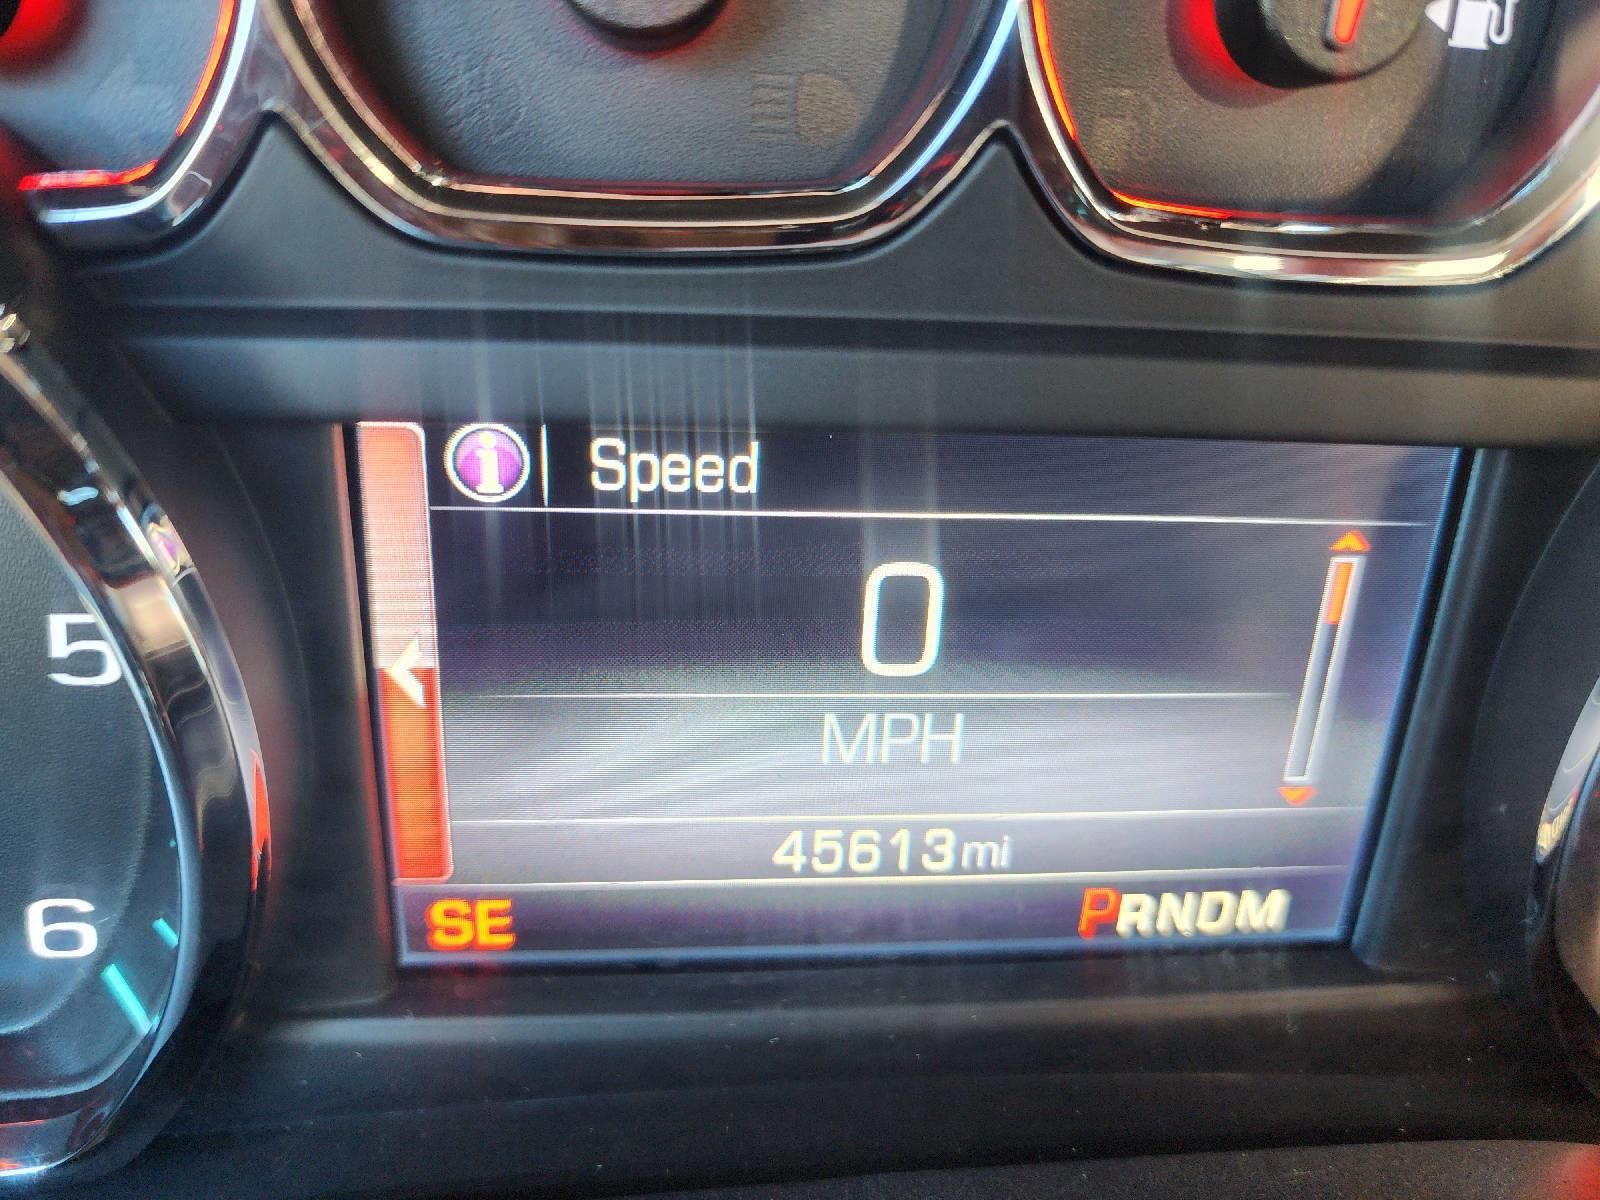 Speed
0
MPH
45613mi
SE PRNDM
5
6